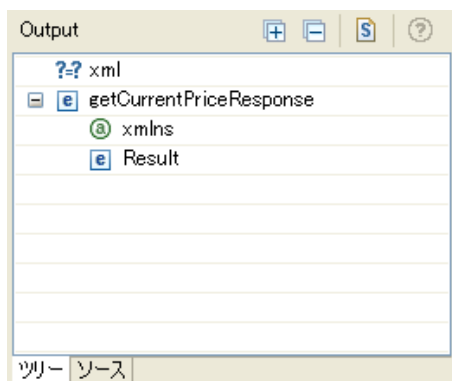 Output
?=? xml
getCurrentPriceResponse
xmlns
Result
ツリー ソース